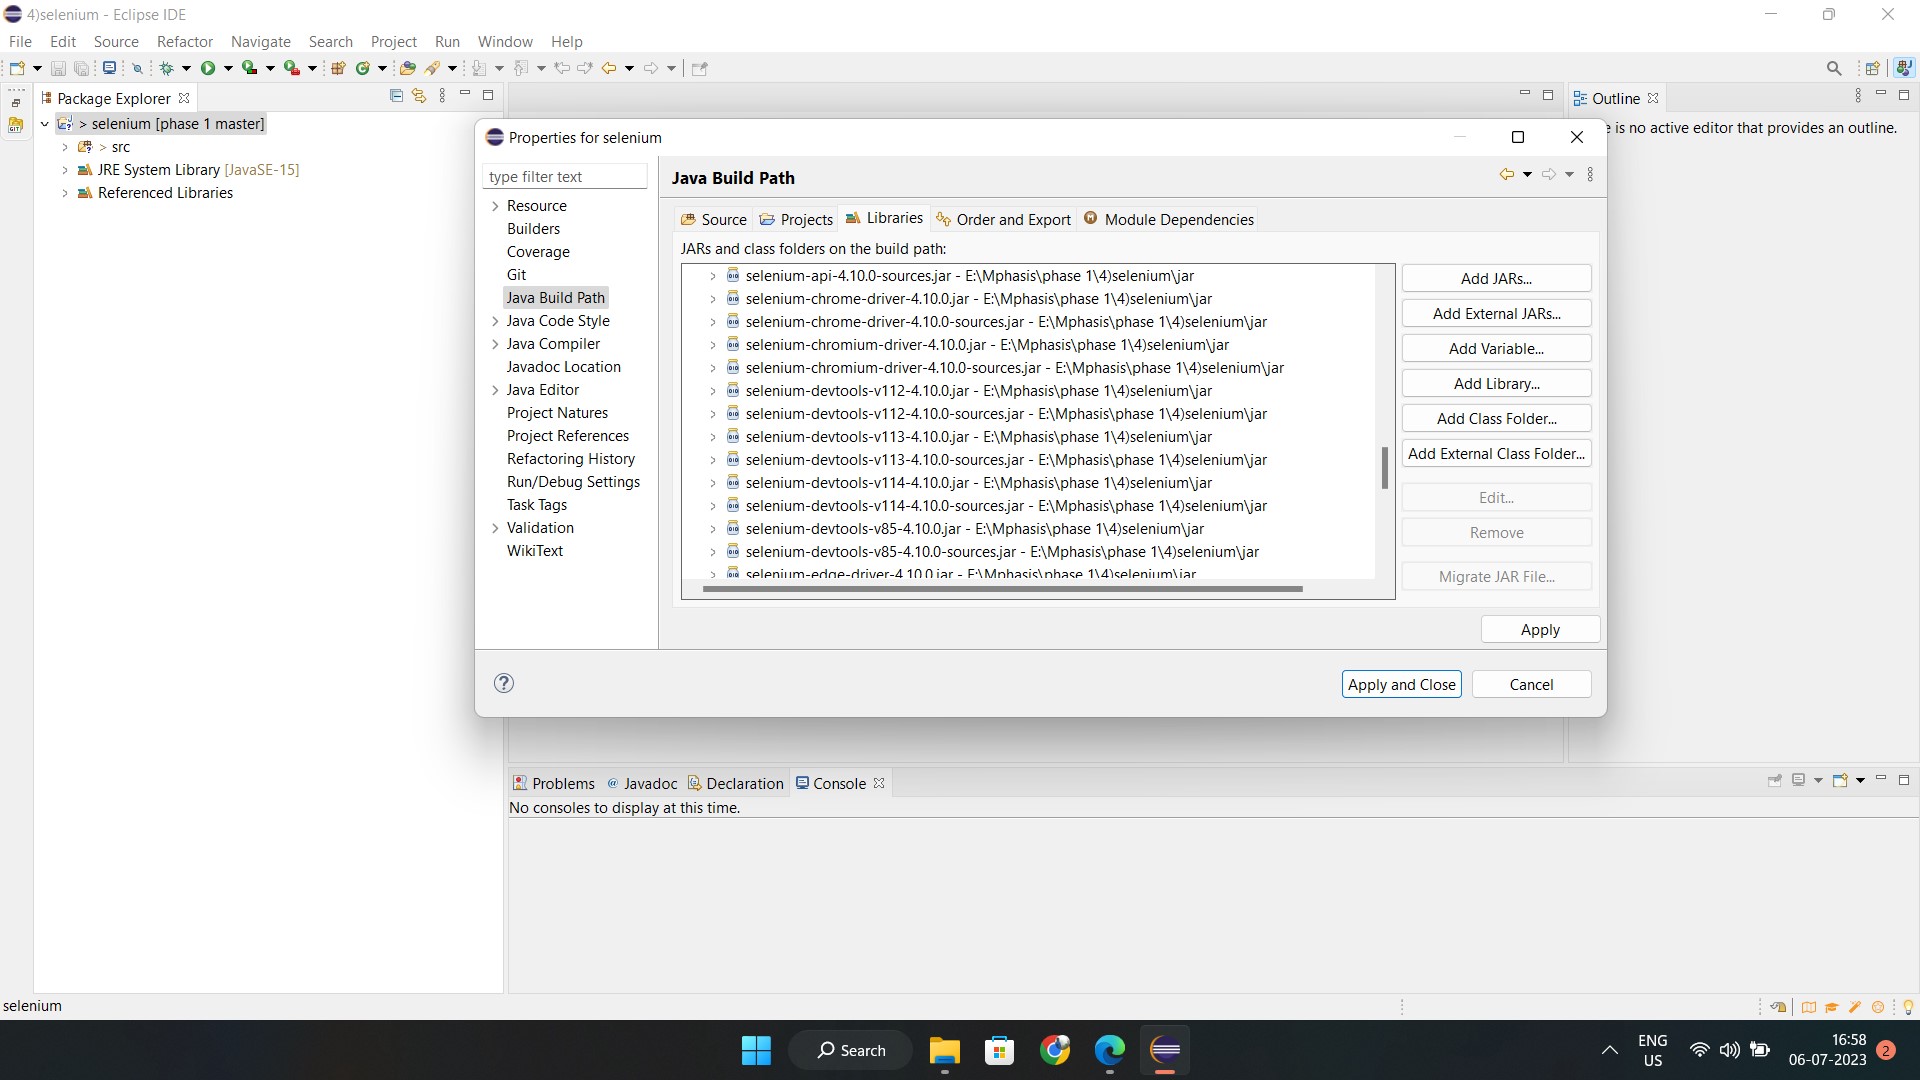 4)selenium - Eclipse IDE
File Edit Source Refactor Navigate Search Project Run Window Help
Package Explorer
> selenium [phase 1 master]
> src
JRE System Library [JavaSE-15]
Referenced Libraries
Outline
e is no active editor that provides an outline.
Properties for selenium
type filter text
Resource
Builders
Coverage
Git
Java Build Path
Java Code Style
Java Compiler
Javadoc Location
Java Editor
Project Natures
Project References
Refactoring History
Run/Debug Settings
Task Tags
Validation
WikiText
Java Build Path
Source Projects Libraries Order and Export Module Dependencies
JARs and class folders on the build path:
selenium-api-4.10.0-sources.jar - E:\Mphasis\phase 1\4)selenium\jar
selenium-chrome-driver-4.10.0.jar - E:\Mphasis\phase 1\4)selenium\jar
selenium-chrome-driver-4.10.0-sources.jar - E:\Mphasis\phase 1\4)selenium\jar
selenium-chromium-driver-4.10.0.jar - E:\Mphasis\phase 1\4)selenium\jar
selenium-chromium-driver-4.10.0-sources.jar - E:\Mphasis\phase 1\4)selenium\jar
selenium-devtools-v112-4.10.0.jar - E:\Mphasis\phase 1\4)selenium\jar
selenium-devtools-v112-4.10.0-sources.jar - E:\Mphasis\phase 1\4)selenium\jar
selenium-devtools-v113-4.10.0.jar - E:\Mphasis\phase 1\4)selenium\jar
selenium-devtools-v113-4.10.0-sources.jar - E:\Mphasis\phase 1\4)selenium\jar
selenium-devtools-v114-4.10.0.jar - E:\Mphasis\phase 1\4)selenium\jar
selenium-devtools-v114-4.10.0-sources.jar - E:\Mphasis\phase 1\4)selenium\jar
selenium-devtools-v85-4.10.0.jar - E:\Mphasis\phase 1\4)selenium\jar
selenium-devtools-v85-4.10.0-sources.jar - E:\Mphasis\phase 1\4)selenium\jar
selenium-edge-driver-4.10.0.jar - E:\Mphasis\phase 1\4)selenium\jar
Add JARs...
Add External JARs...
Add Variable...
Add Library...
Add Class Folder...
Add External Class Folder...
Edit...
Remove
Migrate JAR File...
Apply
Apply and Close Cancel
Problems Javadoc Declaration Console
No consoles to display at this time.
selenium
Search
ENG
US
16:58
06-07-2023
2